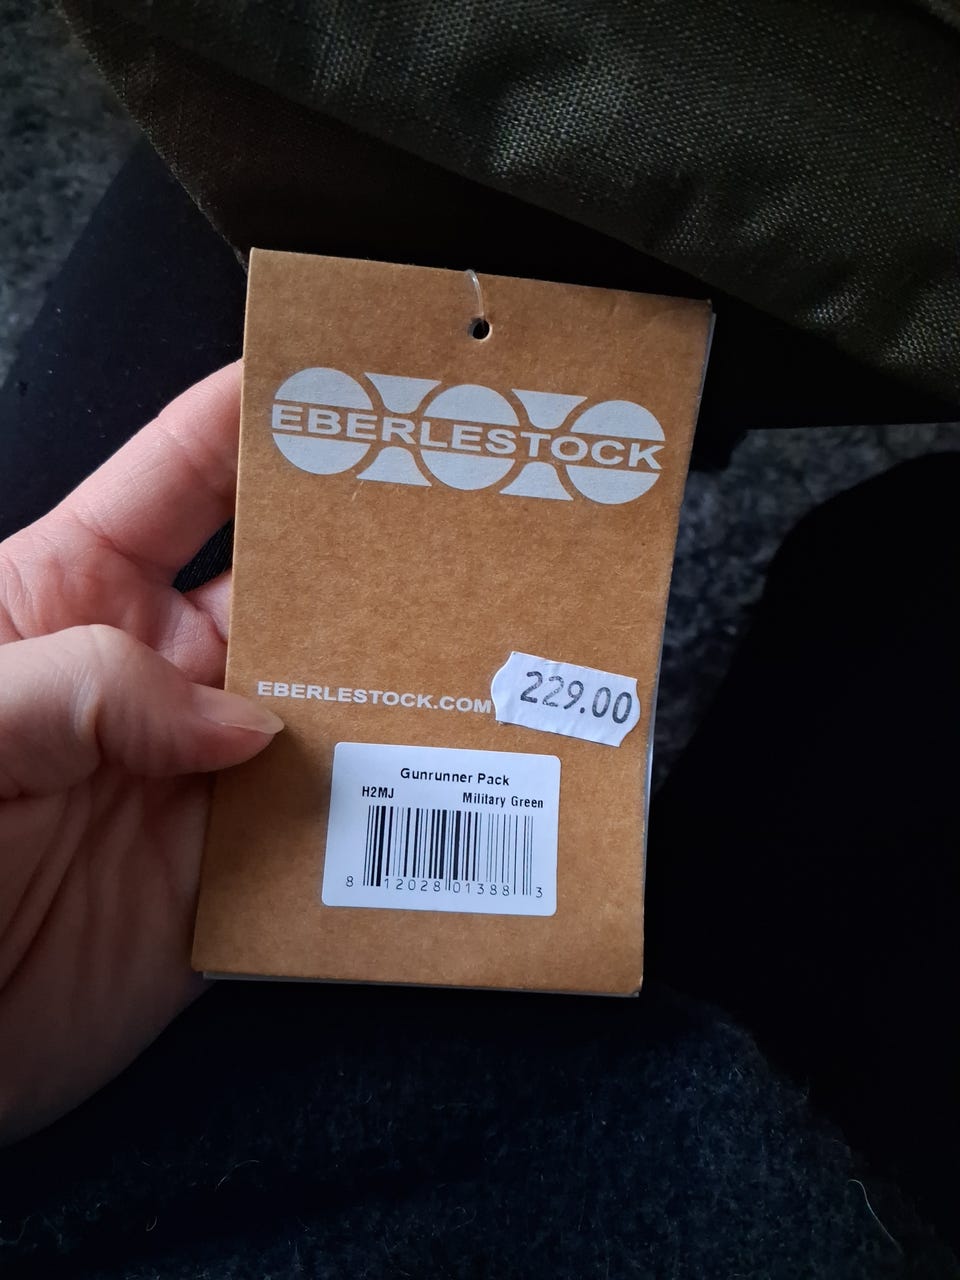 EBERLESTOCK
EBERLESTOCK.COM
229.00
Gunrunner Pack
H2MJ Military Green
8 12028 01388 3